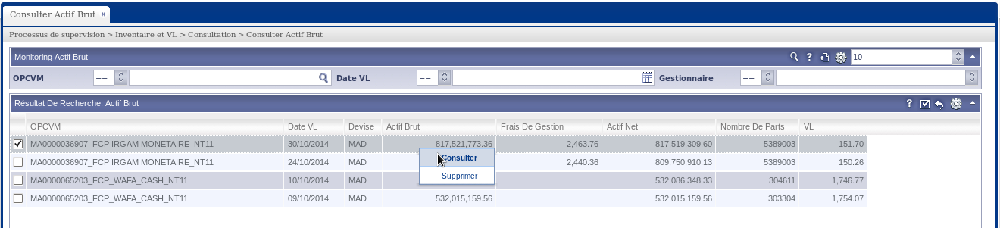 Consulter Actif Brut x
Processus de supervision > Inventaire et VL > Consultation > Consulter Actif Brut
Monitoring Actif Brut ? 10
OPCVM == Date VL == Gestionnaire ==
Résultat De Recherche: Actif Brut ?
OPCVM Date VL Devise Actif Brut Frais De Gestion Actif Net Nombre De Parts VL
MA0000036907_FCP IRGAM MONETAIRE_NT11 30/10/2014 MAD 817,521,773.36 2,463.76 817,519,309.60 5389003 151.70
MA0000036907_FCP IRGAM MONETAIRE_NT11 24/10/2014 MAD 2,440.36 809,750,910.13 5389003 150.26
Consulter
MA0000065203_FCP_WAFA_CASH_NT11 10/10/2014 MAD 532,086,348.33 304611 1,746.77
Supprimer
MA0000065203_FCP_WAFA_CASH_NT11 09/10/2014 MAD 532,015,159.56 532,015,159.56 303304 1,754.07